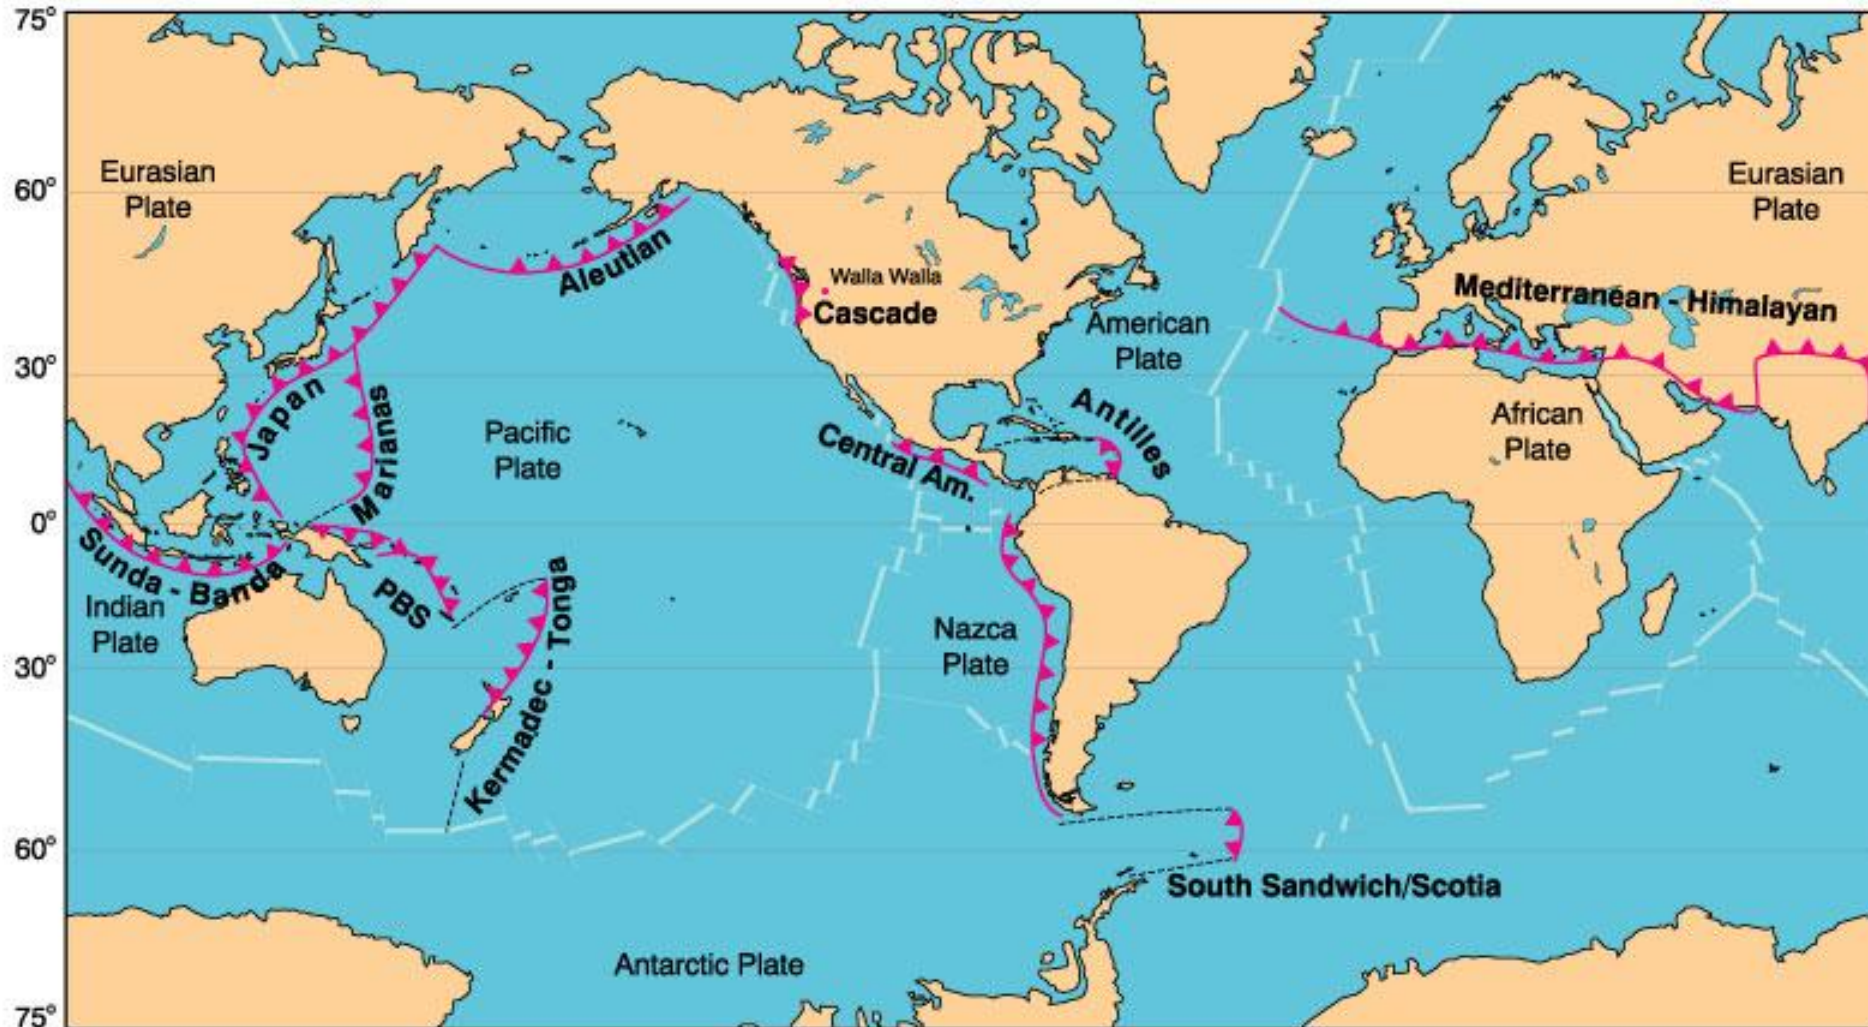 75°
60°
30°
0°
30°
60°
75°
Eurasian
Plate
Aleutian
Walla Walla
Cascade
American
Plate
Mediterranean - Himalayan
Eurasian
Plate
Japan
Marianas
Pacific
Plate
Central Am.
Antilles
African
Plate
Sunda - Banda
Indian
Plate
PBS
Kermadec - Tonga
Nazca
Plate
South Sandwich/Scotia
Antarctic Plate